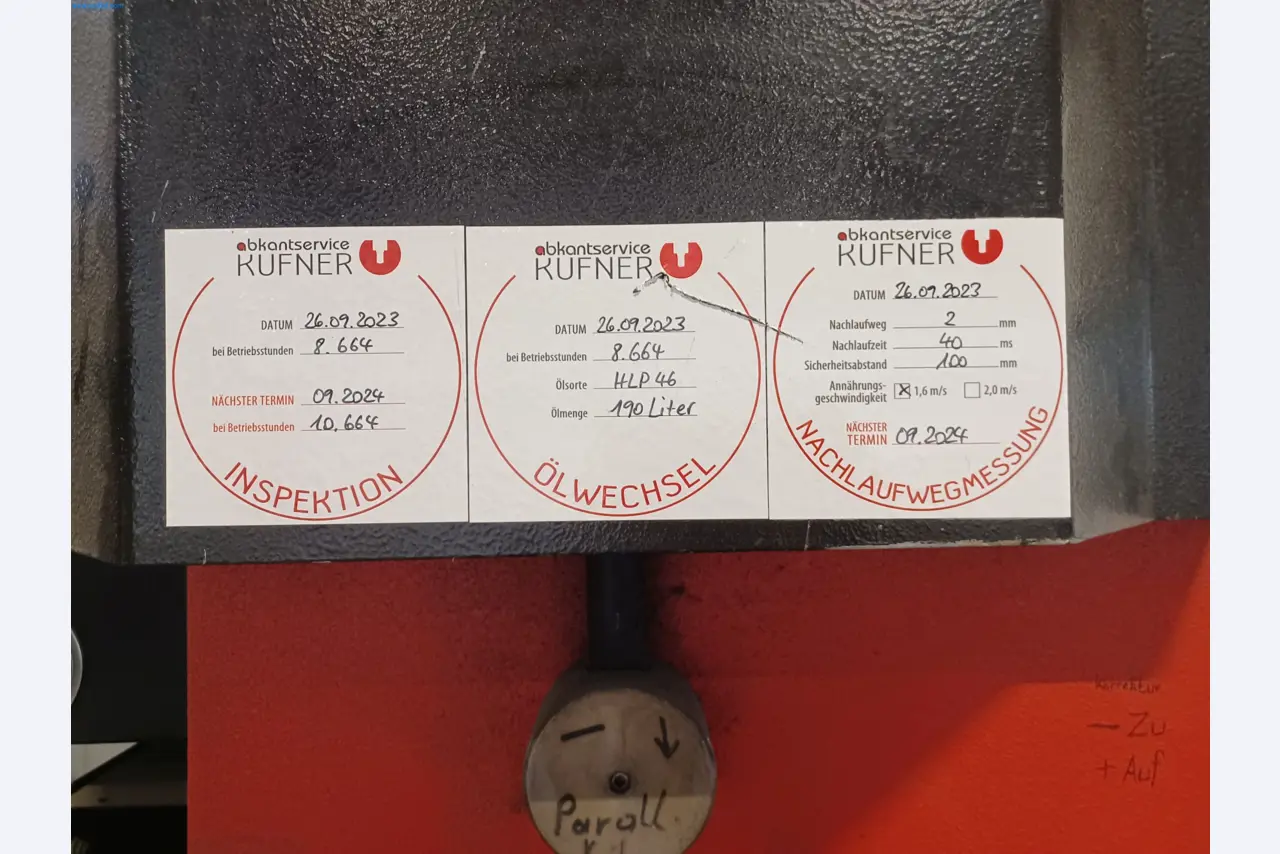 abkantservice
KUFNER
DATUM 26.09.2023
bei Betriebsstunden 8.664
NÄCHSTER TERMIN 09.2024
bei Betriebsstunden 10.664
INSPEKTION
abkantservice
KUFNER
DATUM 26.09.2023
bei Betriebsstunden 8.664
Ölsorte HLP 46
Ölmenge 190 Liter
ÖLWECHSEL
abkantservice
KUFNER
DATUM 26.09.2023
Nachlaufweg 2 mm
Nachlaufzeit 40 ms
Sicherheitsabstand 100 mm
Annährungs-
geschwindigkeit 1,6 m/s 2,0 m/s
NÄCHSTER
TERMIN 09.2024
NACHLAUFWEGMESSUNG
Korrektur
— Zu
+ Auf
— ↓
Parall.